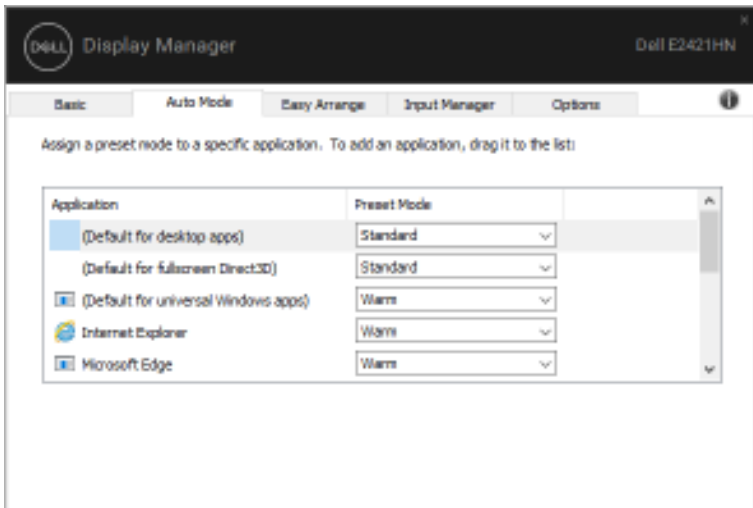 DELL Display Manager
Dell E2421HN
Basic Auto Mode Easy Arrange Input Manager Options
Assign a preset mode to a specific application. To add an application, drag it to the list:
Application Preset Mode
(Default for desktop apps) Standard
(Default for fullscreen Direct3D) Standard
(Default for universal Windows apps) Warm
Internet Explorer Warm
Microsoft Edge Warm